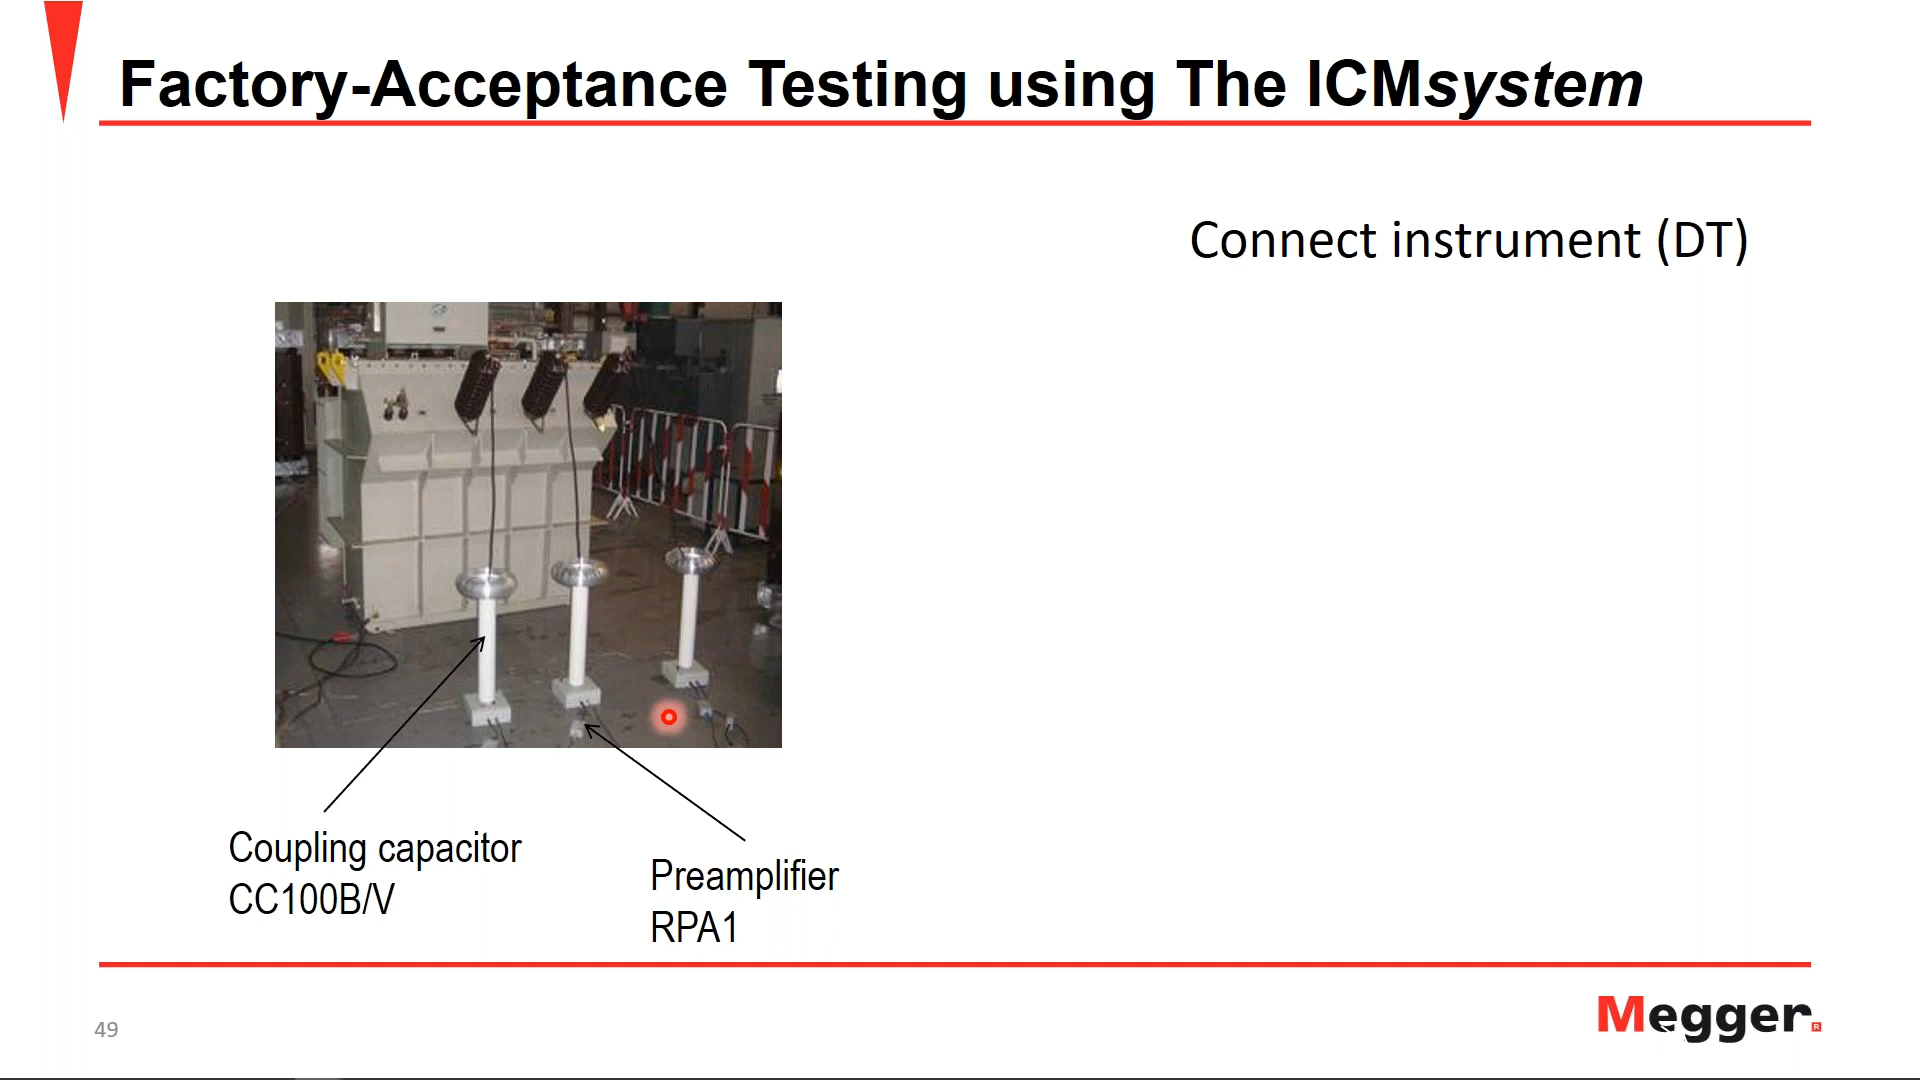 Factory-Acceptance Testing using The ICMsystem
Connect instrument (DT)
Coupling capacitor
CC100B/V
Preamplifier
RPA1
49
Megger